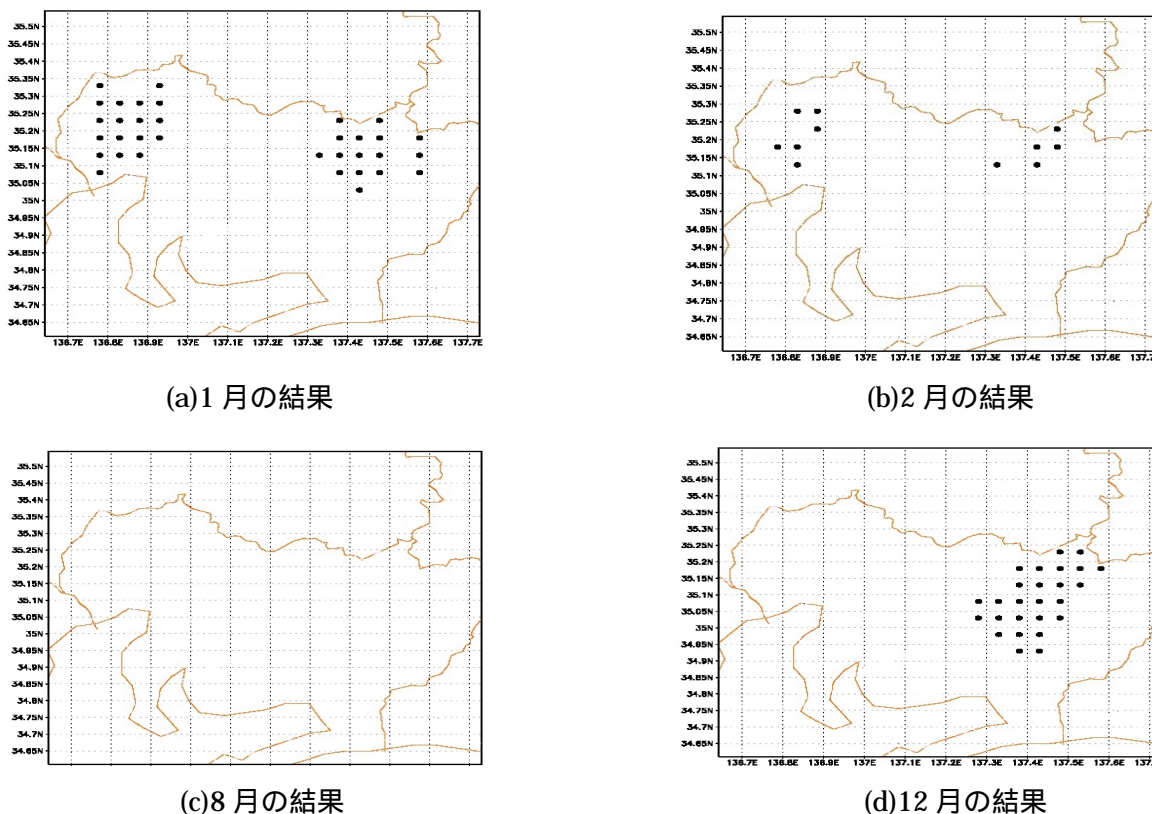 35.5N
35.45N
35.4N
35.35N
35.3N
35.25N
35.2N
35.15N
35.1N
35.05N
35N
34.95N
34.9N
34.85N
34.8N
34.75N
34.7N
34.65N
136.7E 136.8E 136.9E 137E 137.1E 137.2E 137.3E 137.4E 137.5E 137.6E 137.7E
(a)1 月の結果
35.5N
35.45N
35.4N
35.35N
35.3N
35.25N
35.2N
35.15N
35.1N
35.05N
35N
34.95N
34.9N
34.85N
34.8N
34.75N
34.7N
34.65N
136.7E 136.8E 136.9E 137E 137.1E 137.2E 137.3E 137.4E 137.5E 137.6E 137.7
(b)2 月の結果
35.5N
35.45N
35.4N
35.35N
35.3N
35.25N
35.2N
35.15N
35.1N
35.05N
35N
34.95N
34.9N
34.85N
34.8N
34.75N
34.7N
34.65N
(c)8 月の結果
35.5N
35.45N
35.4N
35.35N
35.3N
35.25N
35.2N
35.15N
35.1N
35.05N
35N
34.95N
34.9N
34.85N
34.8N
34.75N
34.7N
34.65N
136.7E 136.8E 136.9E 137E 137.1E 137.2E 137.3E 137.4E 137.5E 137.6E 137.7
(d)12 月の結果